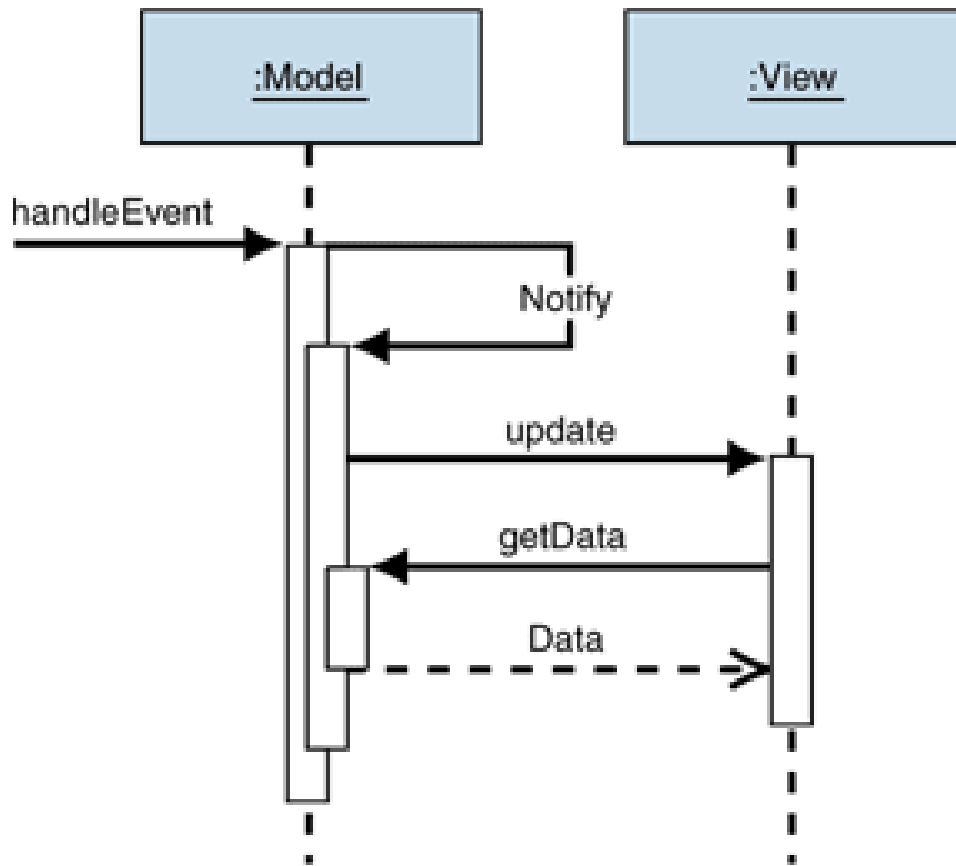 :Model
:View
handleEvent
Notify
update
getData
Data